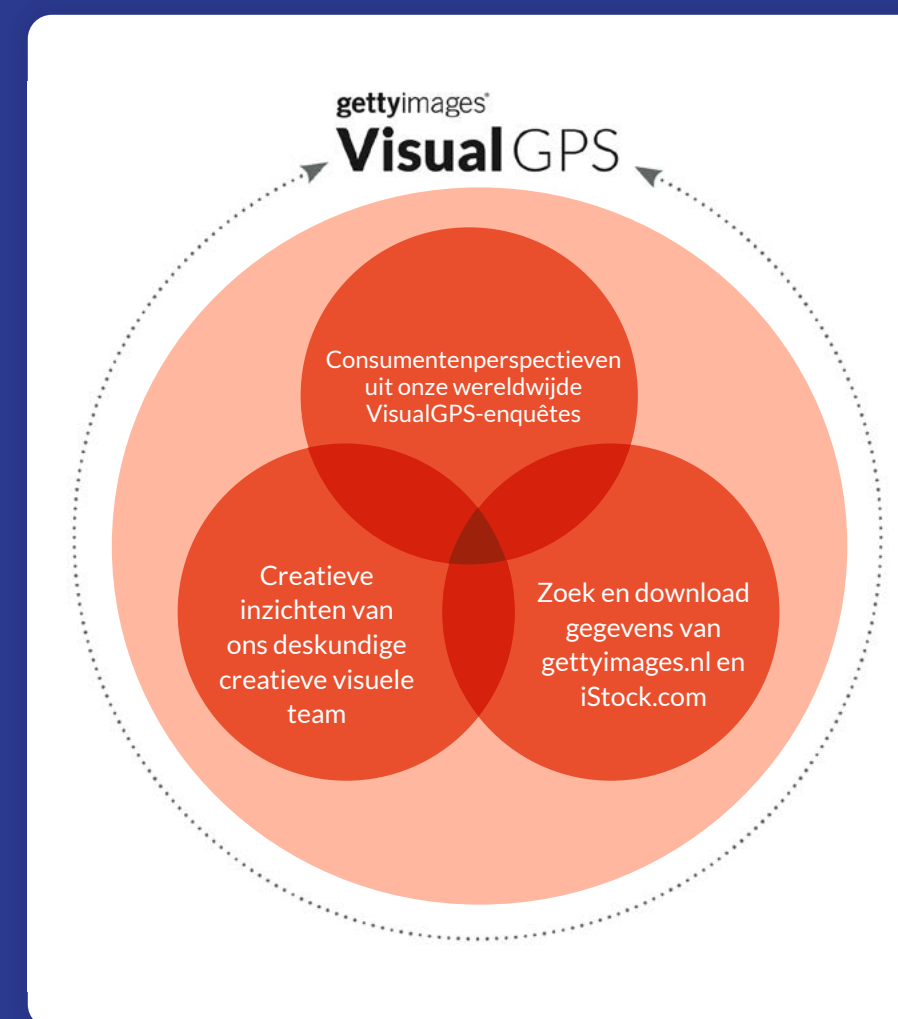 gettyimages®
Visual GPS
Consumentenperspectieven
uit onze wereldwijde
VisualGPS-enquêtes
Creatieve
inzichten van
ons deskundige
creatieve visuele
team
Zoek en download
gegevens van
gettyimages.nl en
iStock.com